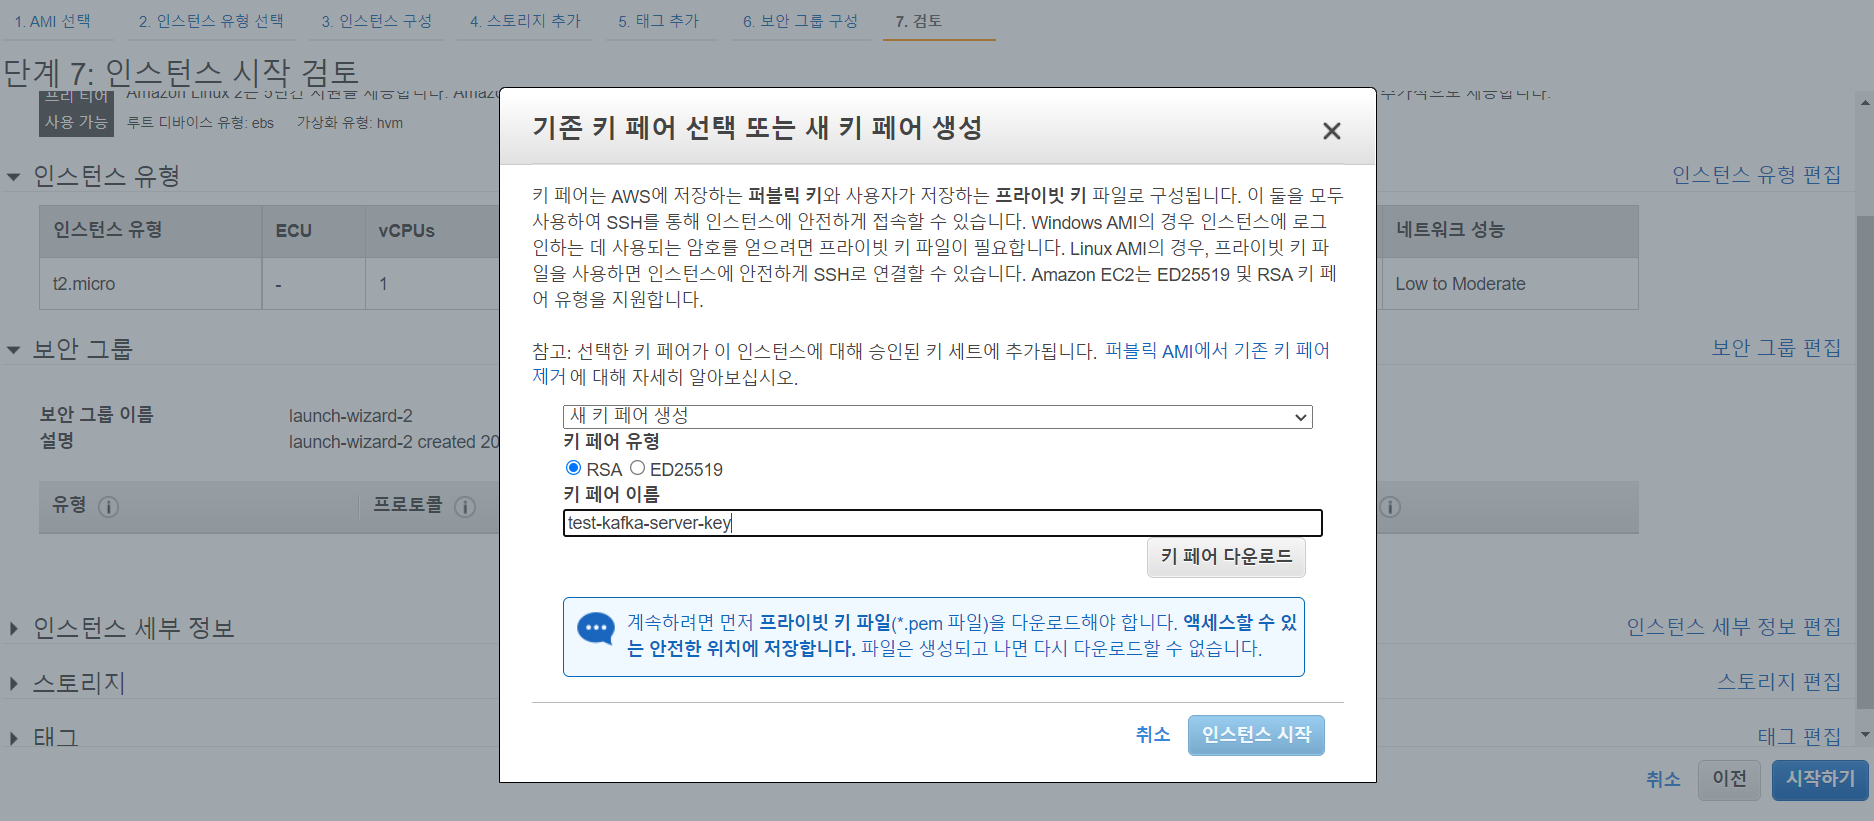 1. AMI 선택
2. 인스턴스 유형 선택
3. 인스턴스 구성
4. 스토리지 추가
5. 태그 추가
6. 보안 그룹 구성
7. 검토
단계 7: 인스턴스 시작 검토
프리 티어
사용 가능
Amazon Linux 2는 5년간 지원을 제공합니다. Amazo
추가적으로 제공합니다.
루트 디바이스 유형: ebs 가상화 유형: hvm
인스턴스 유형
인스턴스 유형 편집
인스턴스 유형 ECU vCPUs
네트워크 성능
t2.micro - 1
Low to Moderate
보안 그룹
보안 그룹 편집
보안 그룹 이름 launch-wizard-2
설명 launch-wizard-2 created 20
유형 프로토콜
인스턴스 세부 정보
인스턴스 세부 정보 편집
스토리지
스토리지 편집
태그
태그 편집
취소 이전 시작하기
기존 키 페어 선택 또는 새 키 페어 생성
키 페어는 AWS에 저장하는 퍼블릭 키와 사용자가 저장하는 프라이빗 키 파일로 구성됩니다. 이 둘을 모두
사용하여 SSH를 통해 인스턴스에 안전하게 접속할 수 있습니다. Windows AMI의 경우 인스턴스에 로그
인하는 데 사용되는 암호를 얻으려면 프라이빗 키 파일이 필요합니다. Linux AMI의 경우, 프라이빗 키 파
일을 사용하면 인스턴스에 안전하게 SSH로 연결할 수 있습니다. Amazon EC2는 ED25519 및 RSA 키 페
어 유형을 지원합니다.
참고: 선택한 키 페어가 이 인스턴스에 대해 승인된 키 세트에 추가됩니다. 퍼블릭 AMI에서 기존 키 페어
제거에 대해 자세히 알아보십시오.
새 키 페어 생성
키 페어 유형
RSA ED25519
키 페어 이름
test-kafka-server-key
키 페어 다운로드
계속하려면 먼저 프라이빗 키 파일(*.pem 파일)을 다운로드해야 합니다. 액세스할 수 있
는 안전한 위치에 저장합니다. 파일은 생성되고 나면 다시 다운로드할 수 없습니다.
취소 인스턴스 시작